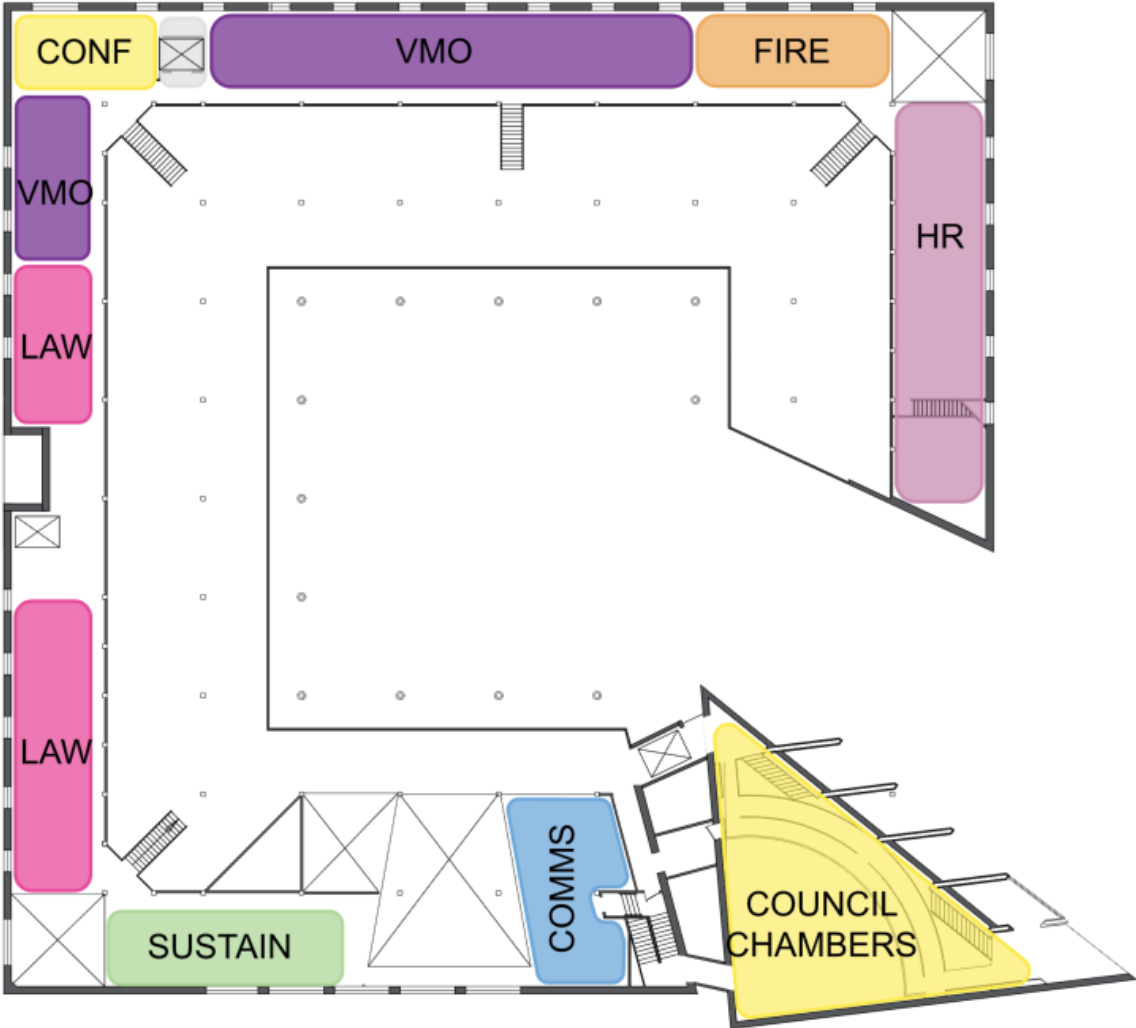 CONF
VMO
FIRE
VMO
HR
LAW
LAW
COMMS
COUNCIL
CHAMBERS
SUSTAIN